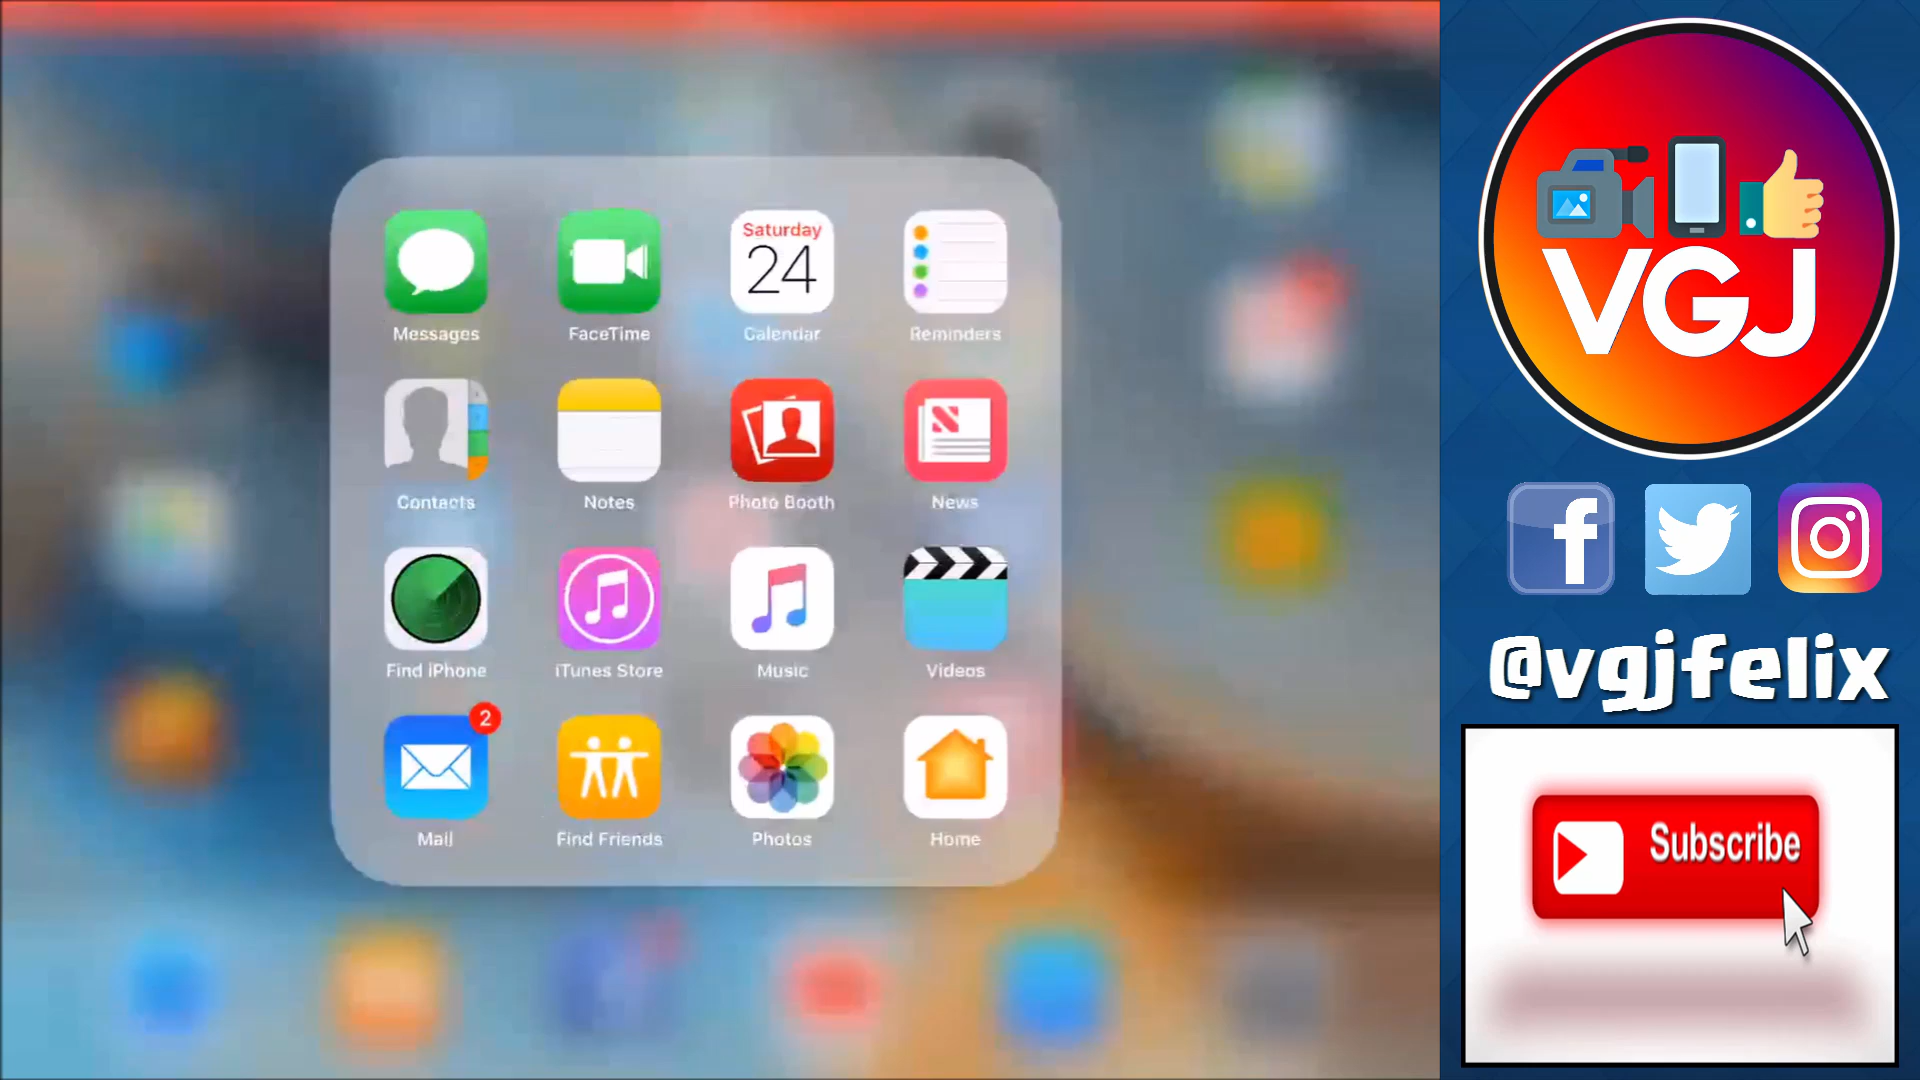 Saturday
24
Messages
FaceTime
Calendar
Reminders
Contacts
Notes
Photo Booth
News
Find iPhone
iTunes Store
Music
Videos
2
Mail
Find Friends
Photos
Home
VGJ
@vgjfelix
Subscribe